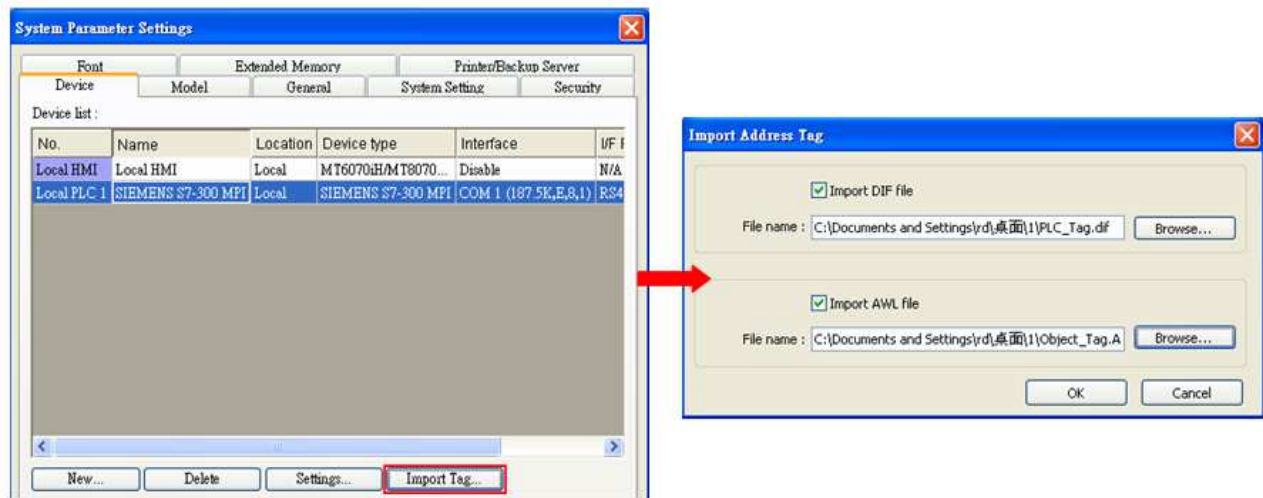 System Parameter Settings
Font Extended Memory Printer/Backup Server
Device Model General System Setting Security
Device list :
No. Name Location Device type Interface I/F
Local HMI Local HMI Local MT6070iH/MT8070... Disable N/A
Local PLC 1 SIEMENS S7-300 MPI Local SIEMENS S7-300 MPI COM 1 (187.5K,E,8,1) RS4
New... Delete Settings... Import Tag...
Import Address Tag
Import DIF file
File name : C:\Documents and Settings\rd\桌面\1\PLC_Tag.dif Browse...
Import AWL file
File name : C:\Documents and Settings\rd\桌面\1\Object_Tag.A Browse...
OK Cancel